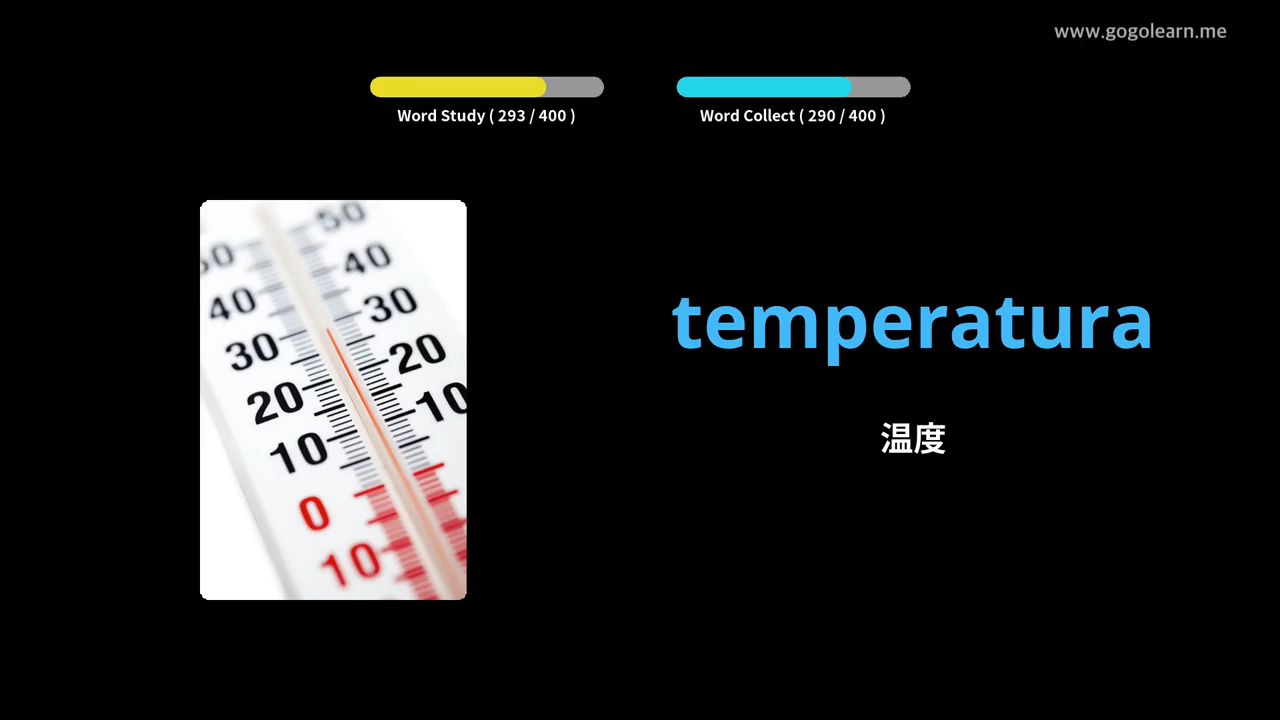 www.gogolearn.me
Word Study ( 293 / 400 )
Word Collect ( 290 / 400 )
50
40
40
30
30
20
20
10
10
0
10
temperatura
温度